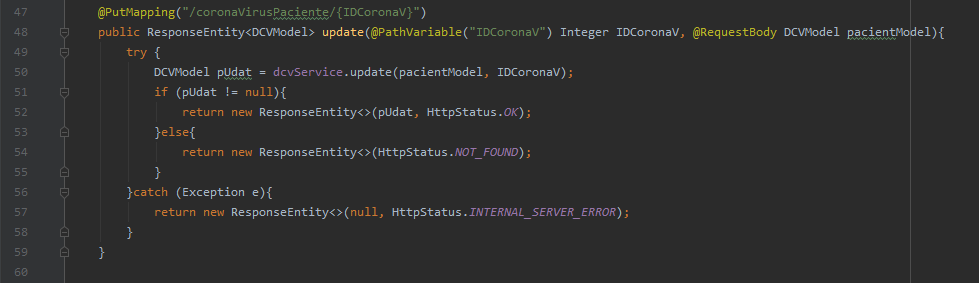 47 @PutMapping("/coronaVirusPaciente/{IDCoronaV}")
48 public ResponseEntity<DCVModel> update(@PathVariable("IDCoronaV") Integer IDCoronaV, @RequestBody DCVModel pacientModel){
49 try {
50 DCVModel pUdat = dcvService.update(pacientModel, IDCoronaV);
51 if (pUdat != null){
52 return new ResponseEntity<>(pUdat, HttpStatus.OK);
53 }else{
54 return new ResponseEntity<>(HttpStatus.NOT_FOUND);
55 }
56 }catch (Exception e){
57 return new ResponseEntity<>(null, HttpStatus.INTERNAL_SERVER_ERROR);
58 }
59 }
60